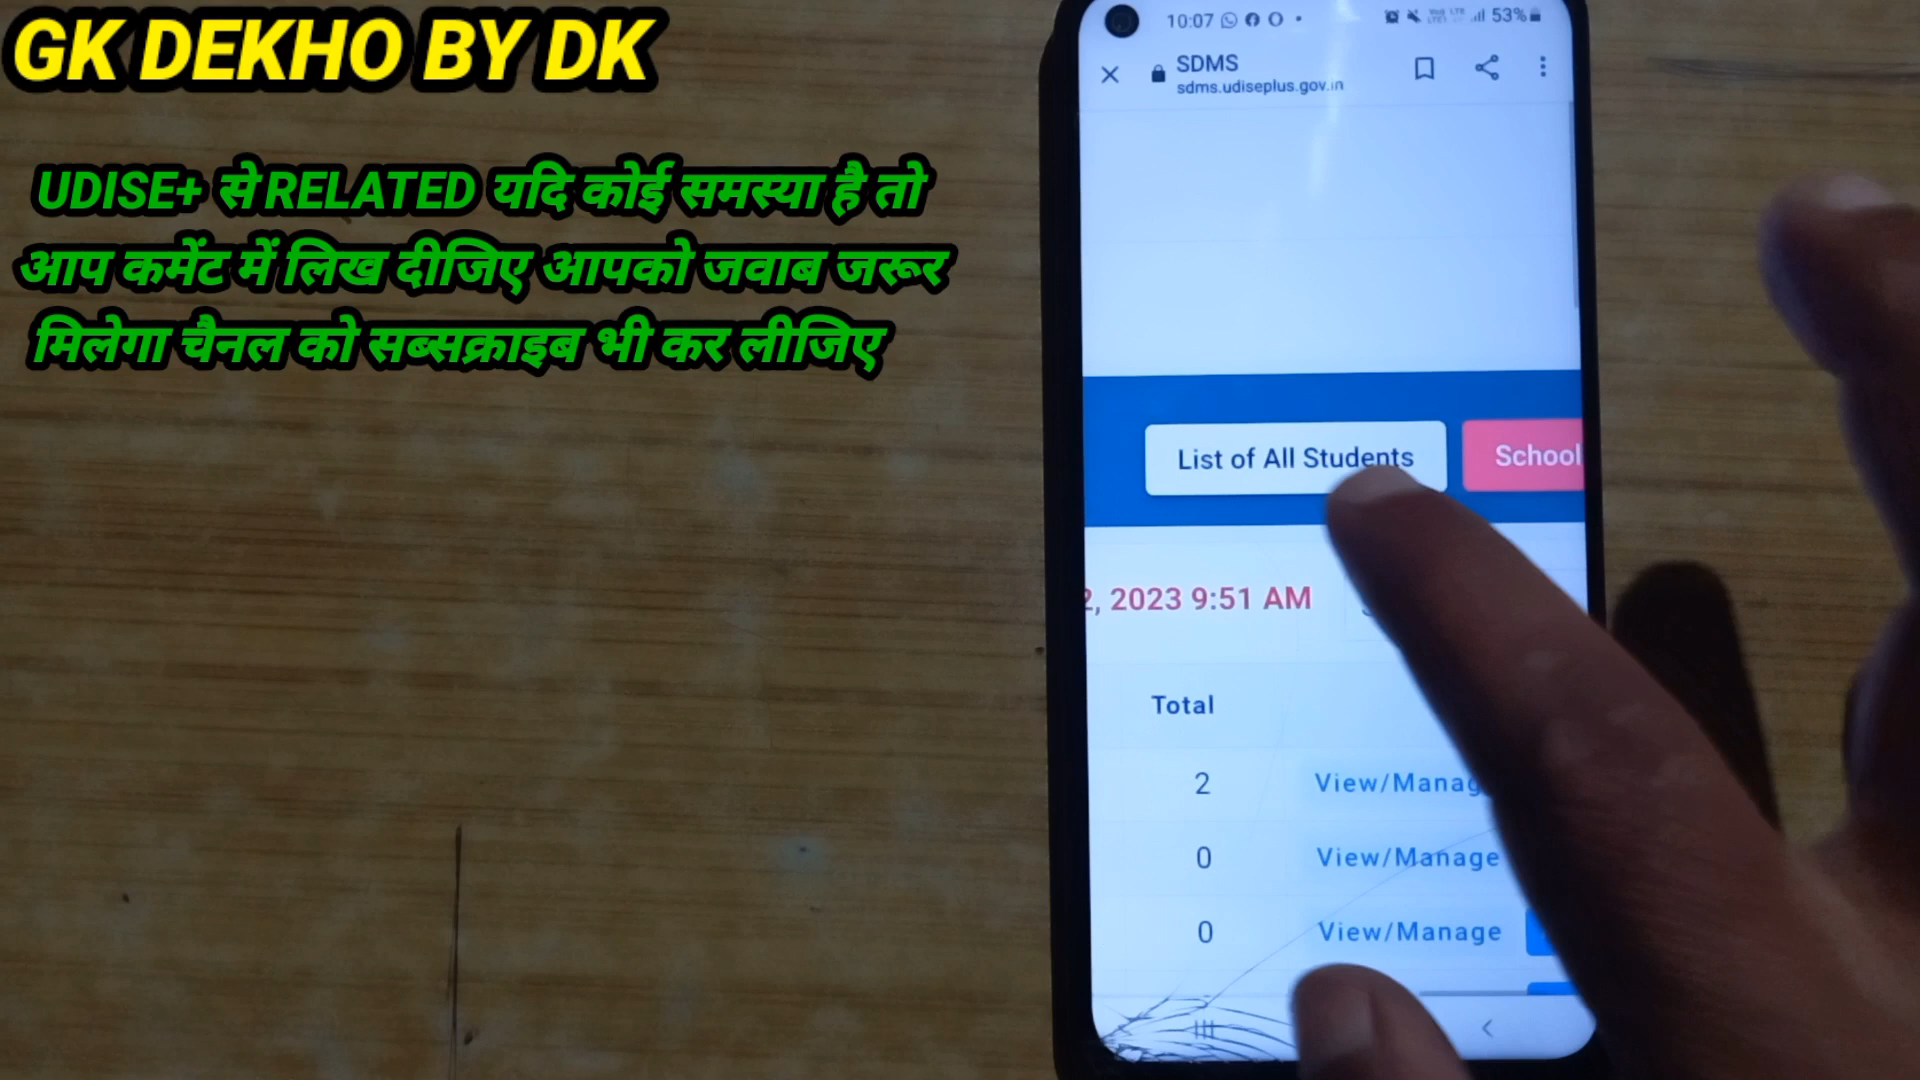 GK DEKHO BY DK
UDISE+ से RELATED यदि कोई समस्या है तो
आप कमेंट में लिख दीजिए आपको जवाब जरूर
मिलेगा चैनल को सब्सक्राइब भी कर लीजिए
10:07
53%
SDMS
sdms.udiseplus.gov.in
List of All Students
School
2, 2023 9:51 AM
Total
2 View/Manag
0 View/Manage
0 View/Manage